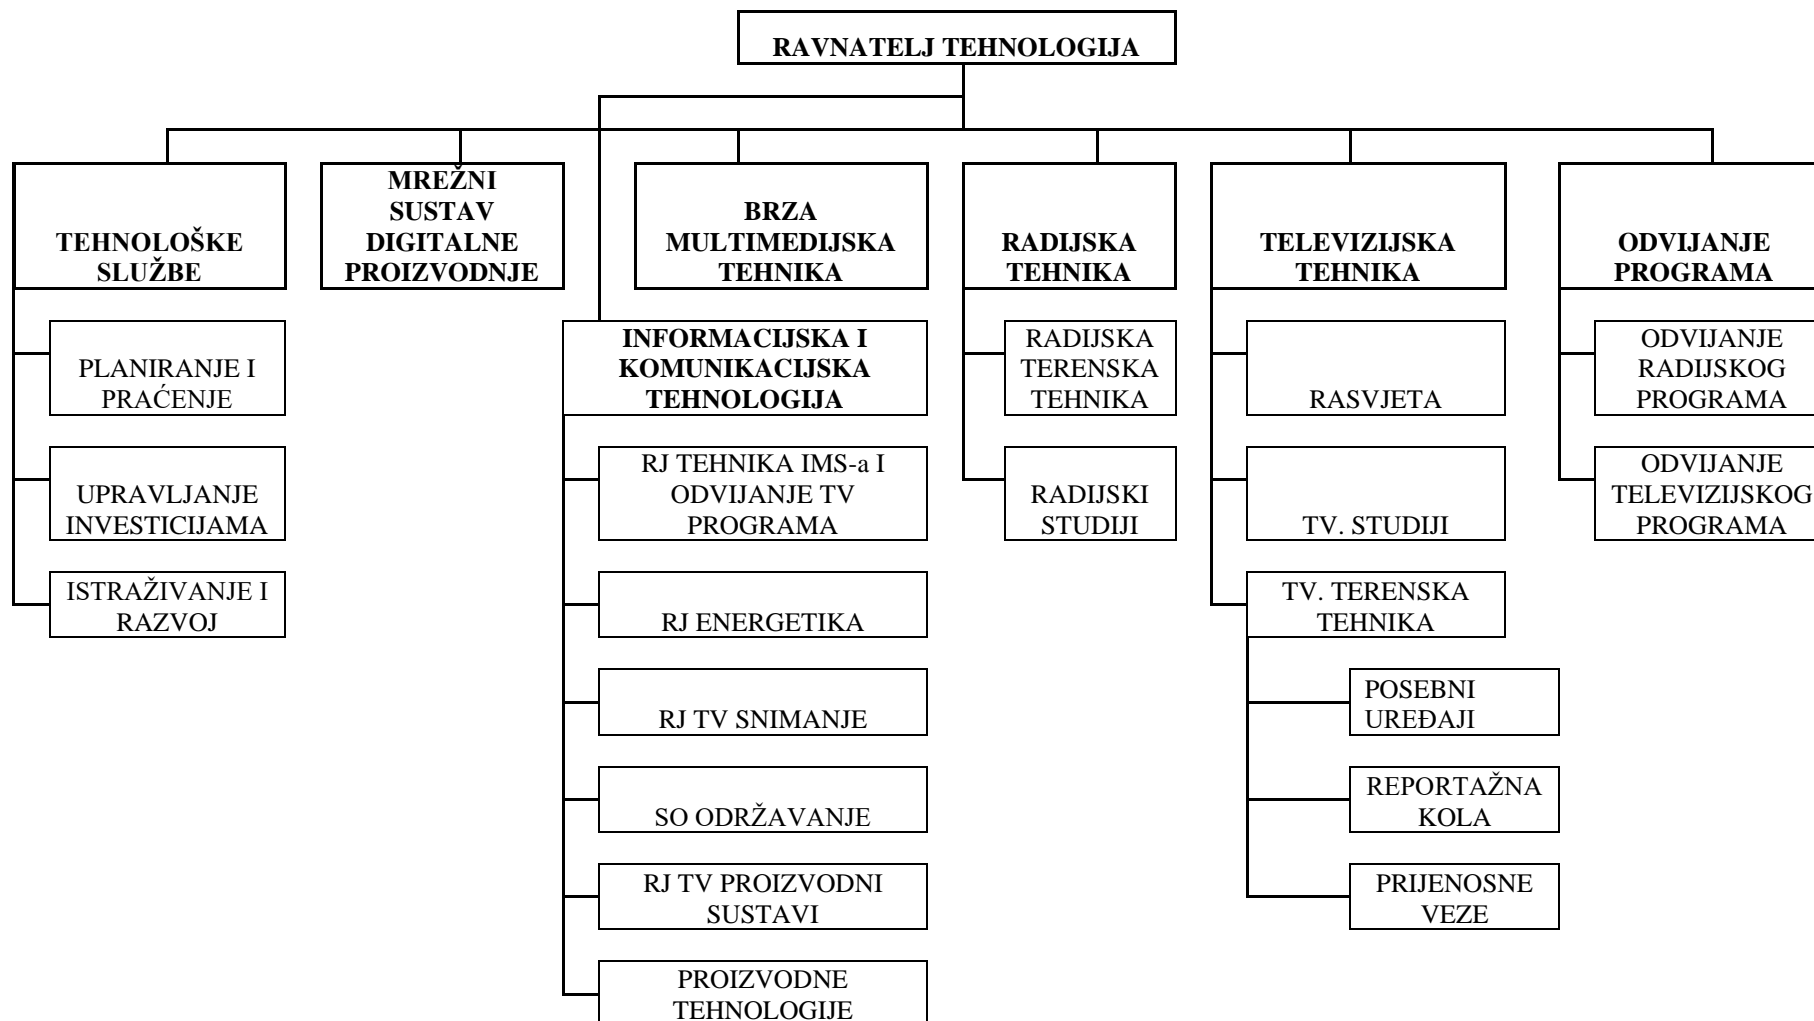 RAVNATELJ TEHNOLOGIJA
TEHNOLOŠKE
SLUŽBE
MREŽNI
SUSTAV
DIGITALNE
PROIZVODNJE
BRZA
MULTIMEDIJSKA
TEHNIKA
RADIJSKA
TEHNIKA
TELEVIZIJSKA
TEHNIKA
ODVIJANJE
PROGRAMA
PLANIRANJE I
PRAĆENJE
UPRAVLJANJE
INVESTICIJAMA
ISTRAŽIVANJE I
RAZVOJ
INFORMACIJSKA I
KOMUNIKACIJSKA
TEHNOLOGIJA
RJ TEHNIKA IMS-a I
ODVIJANJE TV
PROGRAMA
RJ ENERGETIKA
RJ TV SNIMANJE
SO ODRŽAVANJE
RJ TV PROIZVODNI
SUSTAVI
PROIZVODNE
TEHNOLOGIJE
RADIJSKA
TERENSKA
TEHNIKA
RADIJSKI
STUDIJI
RASVJETA
TV. STUDIJI
TV. TERENSKA
TEHNIKA
POSEBNI
UREĐAJI
REPORTAŽNA
KOLA
PRIJENOSNE
VEZE
ODVIJANJE
RADIJSKOG
PROGRAMA
ODVIJANJE
TELEVIZIJSKOG
PROGRAMA